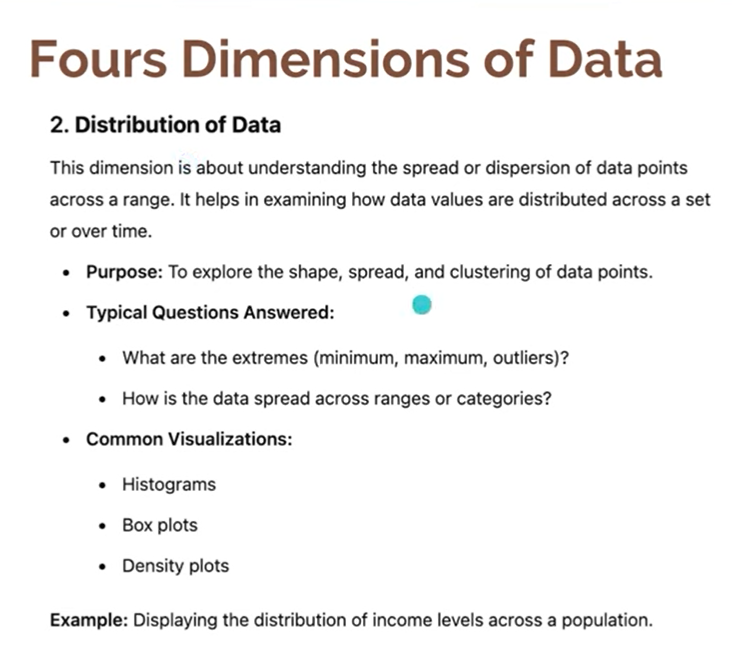 Fours Dimensions of Data
2. Distribution of Data
This dimension is about understanding the spread or dispersion of data points
across a range. It helps in examining how data values are distributed across a set
or over time.
• Purpose: To explore the shape, spread, and clustering of data points.
• Typical Questions Answered:
• What are the extremes (minimum, maximum, outliers)?
• How is the data spread across ranges or categories?
• Common Visualizations:
• Histograms
• Box plots
• Density plots
Example: Displaying the distribution of income levels across a population.